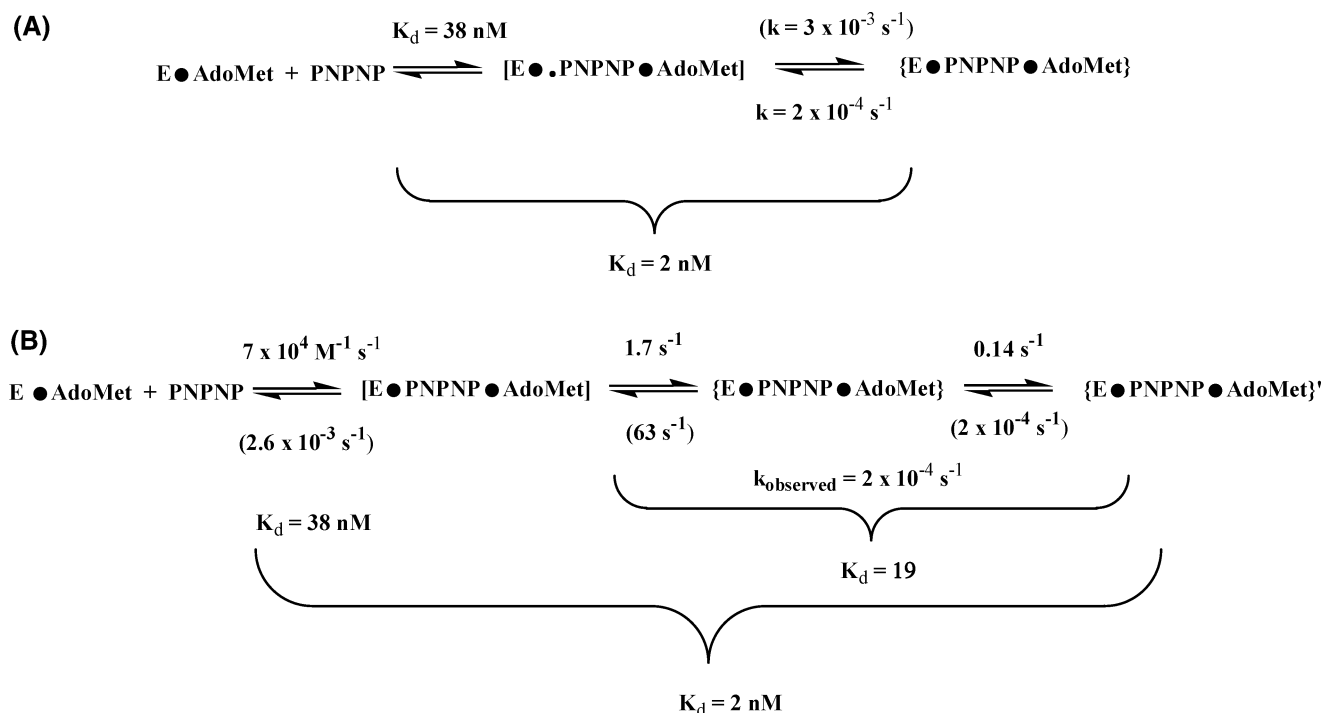 (A)
K_d = 38 nM
(k = 3 x 10⁻³ s⁻¹)
E●AdoMet + PNPNP ⇌ [E●.PNPNP●AdoMet] ⇌ {E●PNPNP●AdoMet}
k = 2 x 10⁻⁴ s⁻¹
K_d = 2 nM
(B)
7 x 10⁴ M⁻¹ s⁻¹ 1.7 s⁻¹ 0.14 s⁻¹
E ●AdoMet + PNPNP ⇌ [E●PNPNP●AdoMet] ⇌ {E●PNPNP●AdoMet} ⇌ {E●PNPNP●AdoMet}'
(2.6 x 10⁻³ s⁻¹) (63 s⁻¹) (2 x 10⁻⁴ s⁻¹)
k_observed = 2 x 10⁻⁴ s⁻¹
K_d = 38 nM
K_d = 19
K_d = 2 nM